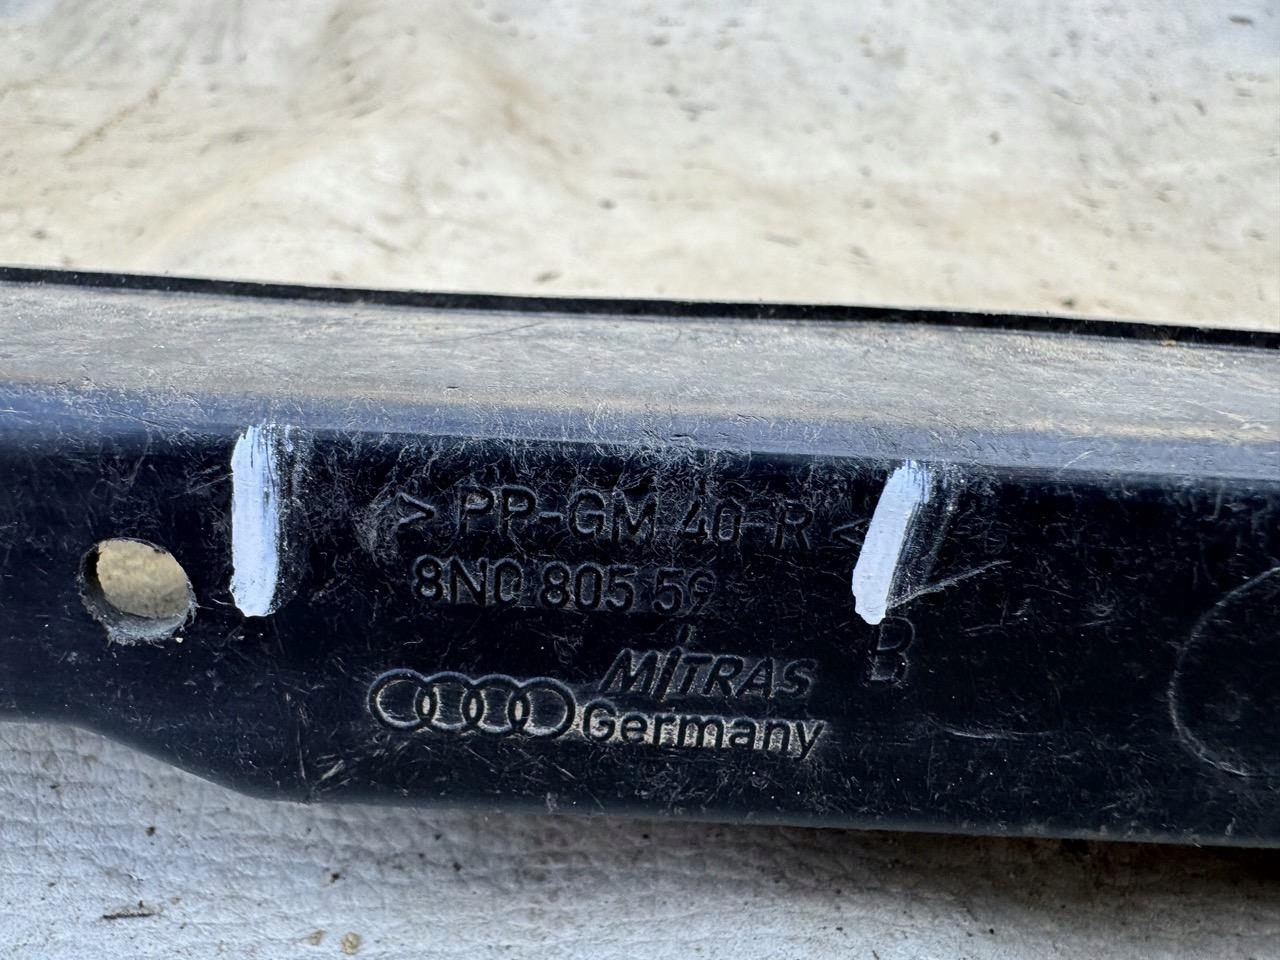 > PP-GM 40-R <
8N0 805 59
MiTRAS
B
Germany